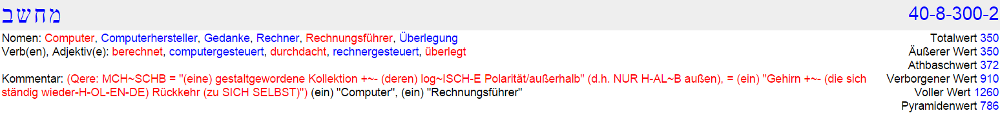 מחשב 40-8-300-2
Nomen: Computer, Computerhersteller, Gedanke, Rechner, Rechnungsführer, Überlegung
Verb(en), Adjektiv(e): berechnet, computergesteuert, durchdacht, rechnergesteuert, überlegt
Kommentar: (Qere: MCH~SCHB = "(eine) gestaltgewordene Kollektion +~- (deren) log~ISCH-E Polarität/außerhalb" (d.h. NUR H-AL~B außen), = (ein) "Gehirn +~- (die sich
ständig wieder-H-OL-EN-DE) Rückkehr (zu SICH SELBST)") (ein) "Computer", (ein) "Rechnungsführer"
Totalwert 350
Äußerer Wert 350
Athbaschwert 372
Verborgener Wert 910
Voller Wert 1260
Pyramidenwert 786